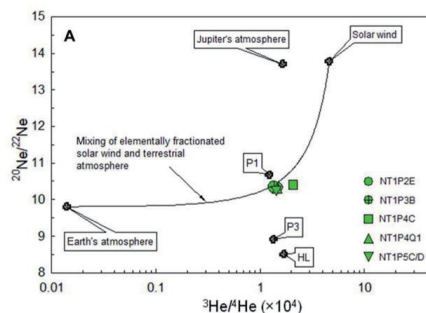 A
Jupiter's atmosphere
Solar wind
Mixing of elementally fractionated
solar wind and terrestrial
atmosphere
P1
P3
HL
Earth's atmosphere
NT1P2E
NT1P3B
NT1P4C
NT1P4Q1
NT1P5C/D
15
14
13
12
11
10
9
8
0.01
0.1
1
10
²⁰Ne/²²Ne
³He/⁴He (×10⁴)